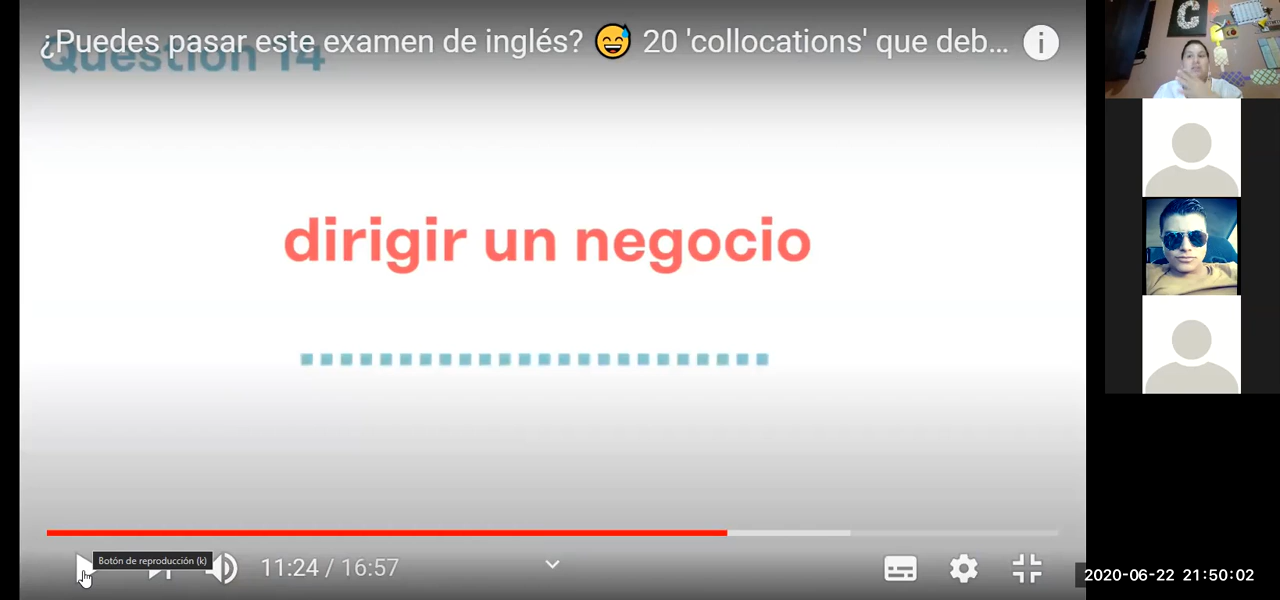 ¿Puedes pasar este examen de inglés? 😅 20 'collocations' que deb...
Question 14
C
dirigir un negocio
Botón de reproducción (k)
11:24 / 16:57
2020-06-22 21:50:02